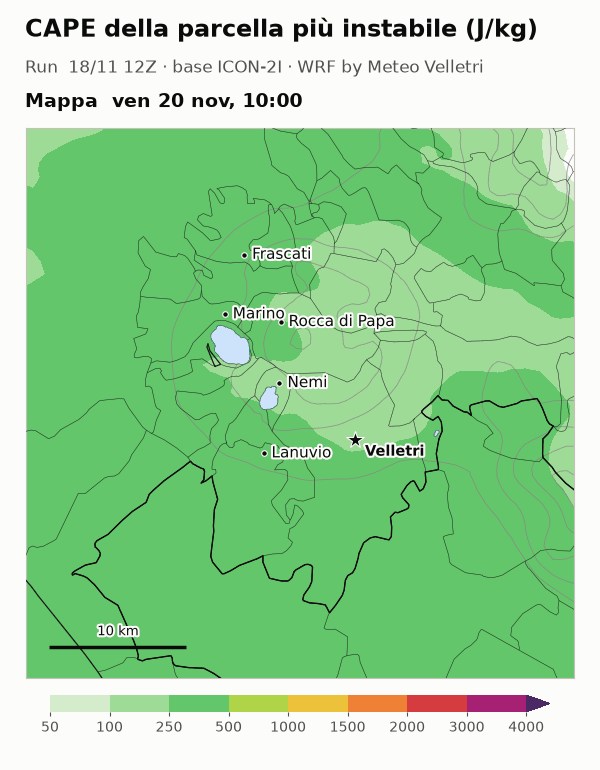 CAPE della parcella più instabile (J/kg)
Run  18/11 12Z · base ICON-2I · WRF by Meteo Velletri
Mappa  ven 20 nov, 10:00
Frascati
Marino
Rocca di Papa
Nemi
Velletri
Lanuvio
10 km
50 100 250 500 1000 1500 2000 3000 4000